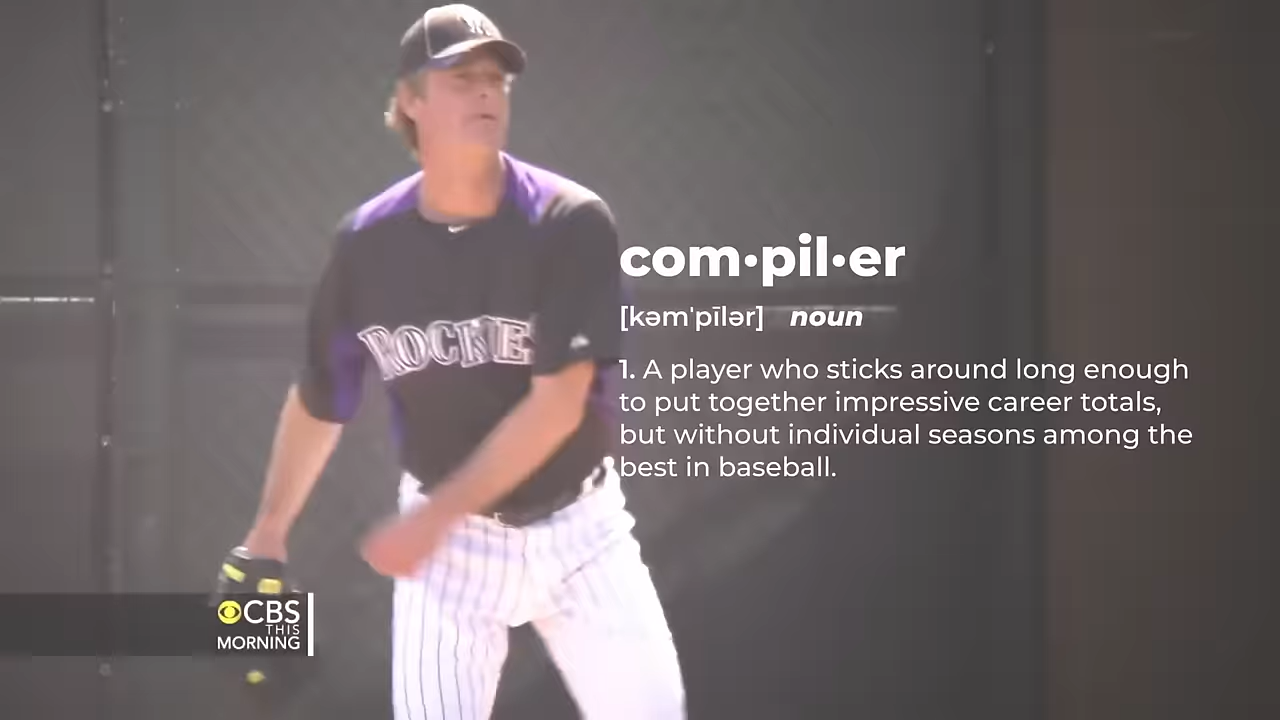 com•pil•er
[kəm'pīlər] noun
1. A player who sticks around long enough
to put together impressive career totals,
but without individual seasons among the
best in baseball.
ROCKIES
CBS
THIS
MORNING